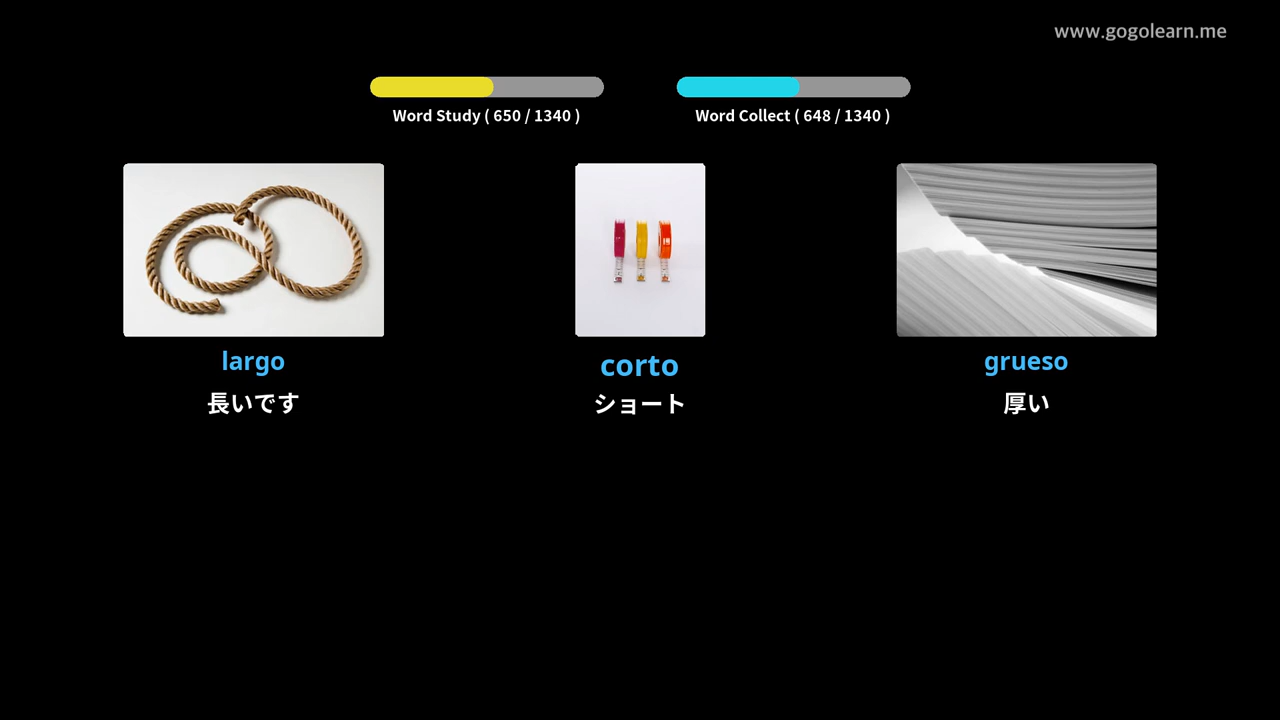 www.gogolearn.me
Word Study ( 650 / 1340 )
Word Collect ( 648 / 1340 )
largo
corto
grueso
長いです
ショート
厚い